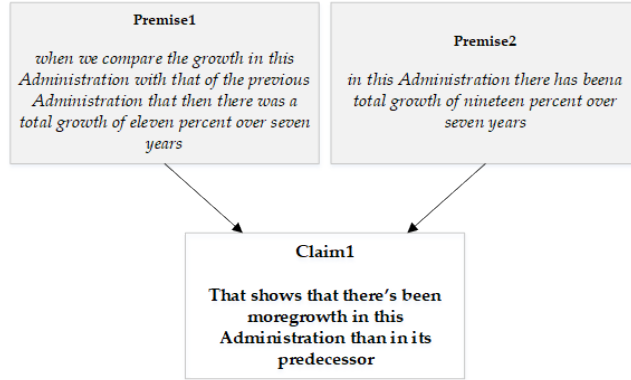 Premise1
when we compare the growth in this
Administration with that of the previous
Administration that then there was a
total growth of eleven percent over seven
years
Premise2
in this Administration there has beena
total growth of nineteen percent over
seven years
Claim1
That shows that there's been
moregrowth in this
Administration than in its
predecessor